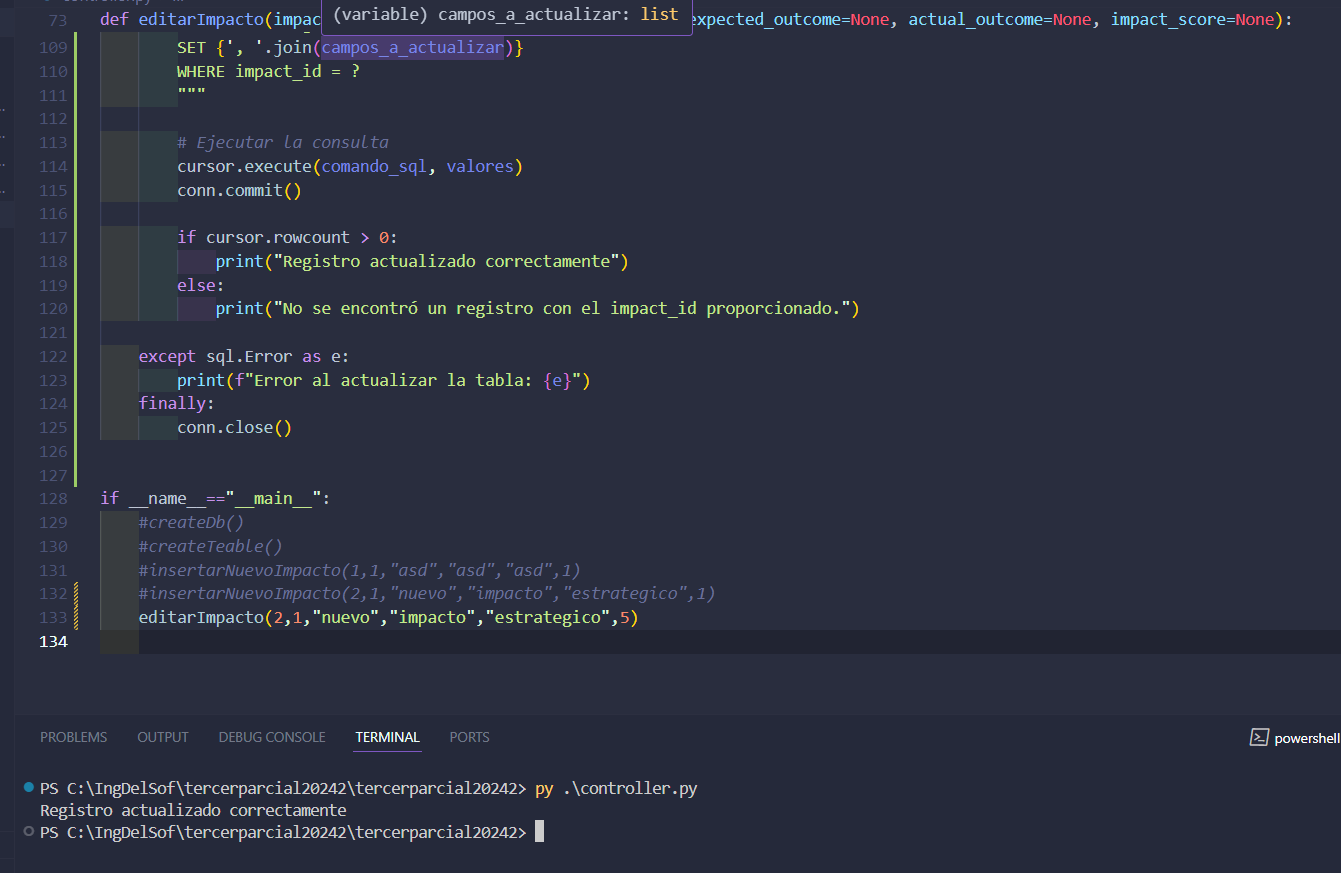 (variable) campos_a_actualizar: list
73 def editarImpacto(impac expected_outcome=None, actual_outcome=None, impact_score=None):
109 SET {', '.join(campos_a_actualizar)}
110 WHERE impact_id = ?
111 """
112
113 # Ejecutar la consulta
114 cursor.execute(comando_sql, valores)
115 conn.commit()
116
117 if cursor.rowcount > 0:
118 print("Registro actualizado correctamente")
119 else:
120 print("No se encontró un registro con el impact_id proporcionado.")
121
122 except sql.Error as e:
123 print(f"Error al actualizar la tabla: {e}")
124 finally:
125 conn.close()
126
127
128 if __name__=="__main__":
129 #createDb()
130 #createTeable()
131 #insertarNuevoImpacto(1,1,"asd","asd","asd",1)
132 #insertarNuevoImpacto(2,1,"nuevo","impacto","estrategico",1)
133 editarImpacto(2,1,"nuevo","impacto","estrategico",5)
134
PROBLEMS OUTPUT DEBUG CONSOLE TERMINAL PORTS
powershell
PS C:\IngDelSof\tercerparcial20242\tercerparcial20242> py .\controller.py
Registro actualizado correctamente
PS C:\IngDelSof\tercerparcial20242\tercerparcial20242>